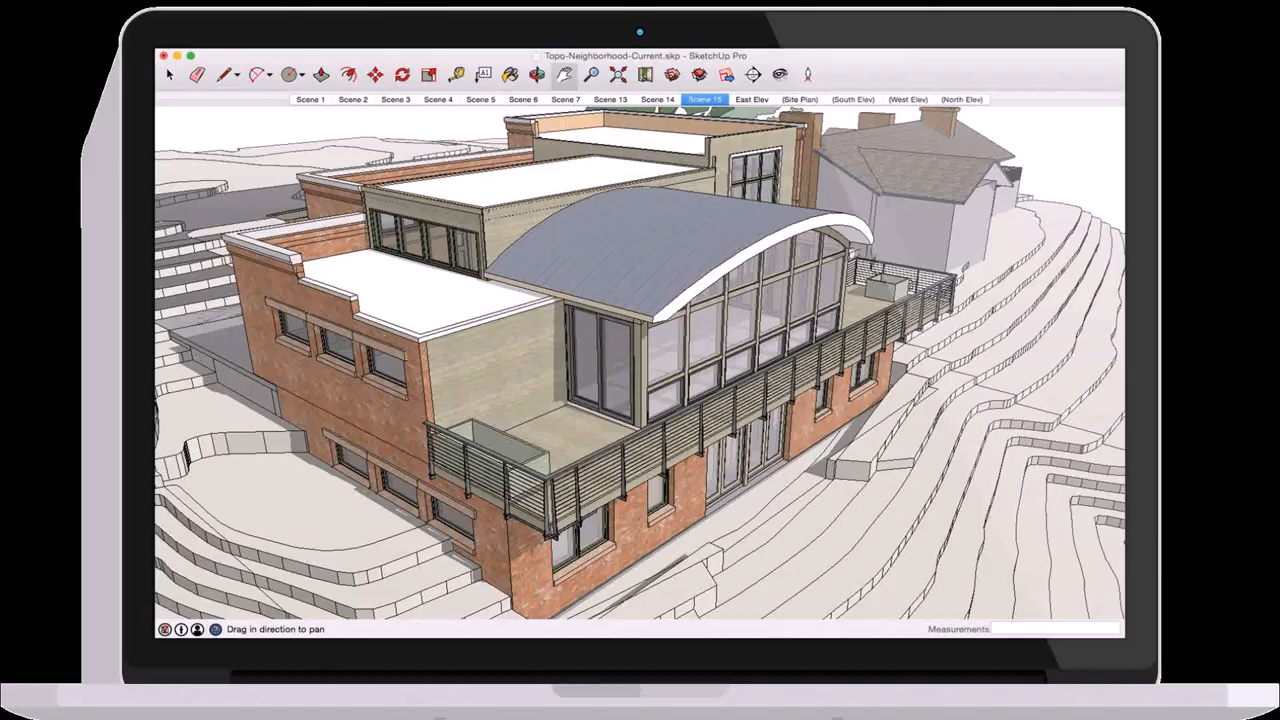 Topo-Neighborhood-Current.skp - SketchUp Pro
A1
Scene 1 Scene 2 Scene 3 Scene 4 Scene 5 Scene 6 Scene 7 Scene 13 Scene 14 Scene 15 East Elev (Site Plan) (South Elev) (West Elev) (North Elev)
Drag in direction to pan Measurements